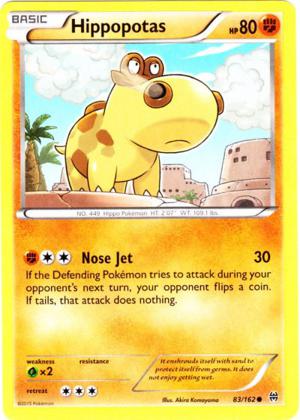 BASIC
Hippopotas
HP 80
NO. 449 Hippo Pokémon HT: 2'07" WT: 109.1 lbs.
Nose Jet 30
If the Defending Pokémon tries to attack during your
opponent's next turn, your opponent flips a coin.
If tails, that attack does nothing.
weakness resistance
×2
retreat
It enshrouds itself with sand to
protect itself from germs. It does
not enjoy getting wet.
©2015 Pokémon
Illus. Akira Komayama
83/162